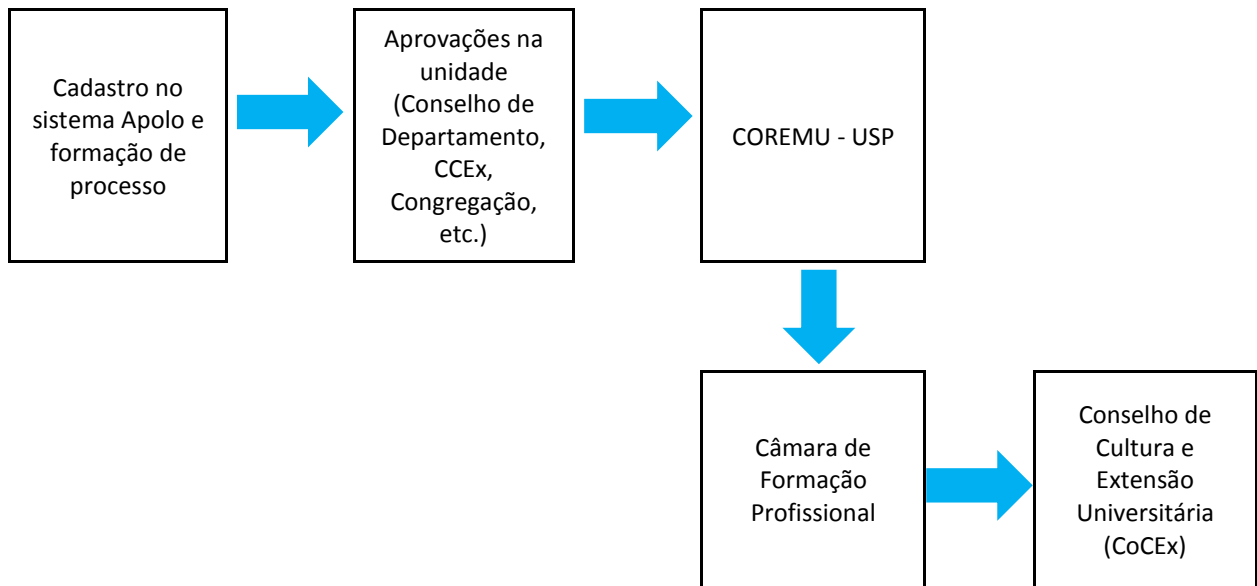 Cadastro no
sistema Apolo e
formação de
processo
Aprovações na
unidade
(Conselho de
Departamento,
CCEx,
Congregação,
etc.)
COREMU - USP
Câmara de
Formação
Profissional
Conselho de
Cultura e
Extensão
Universitária
(CoCEx)